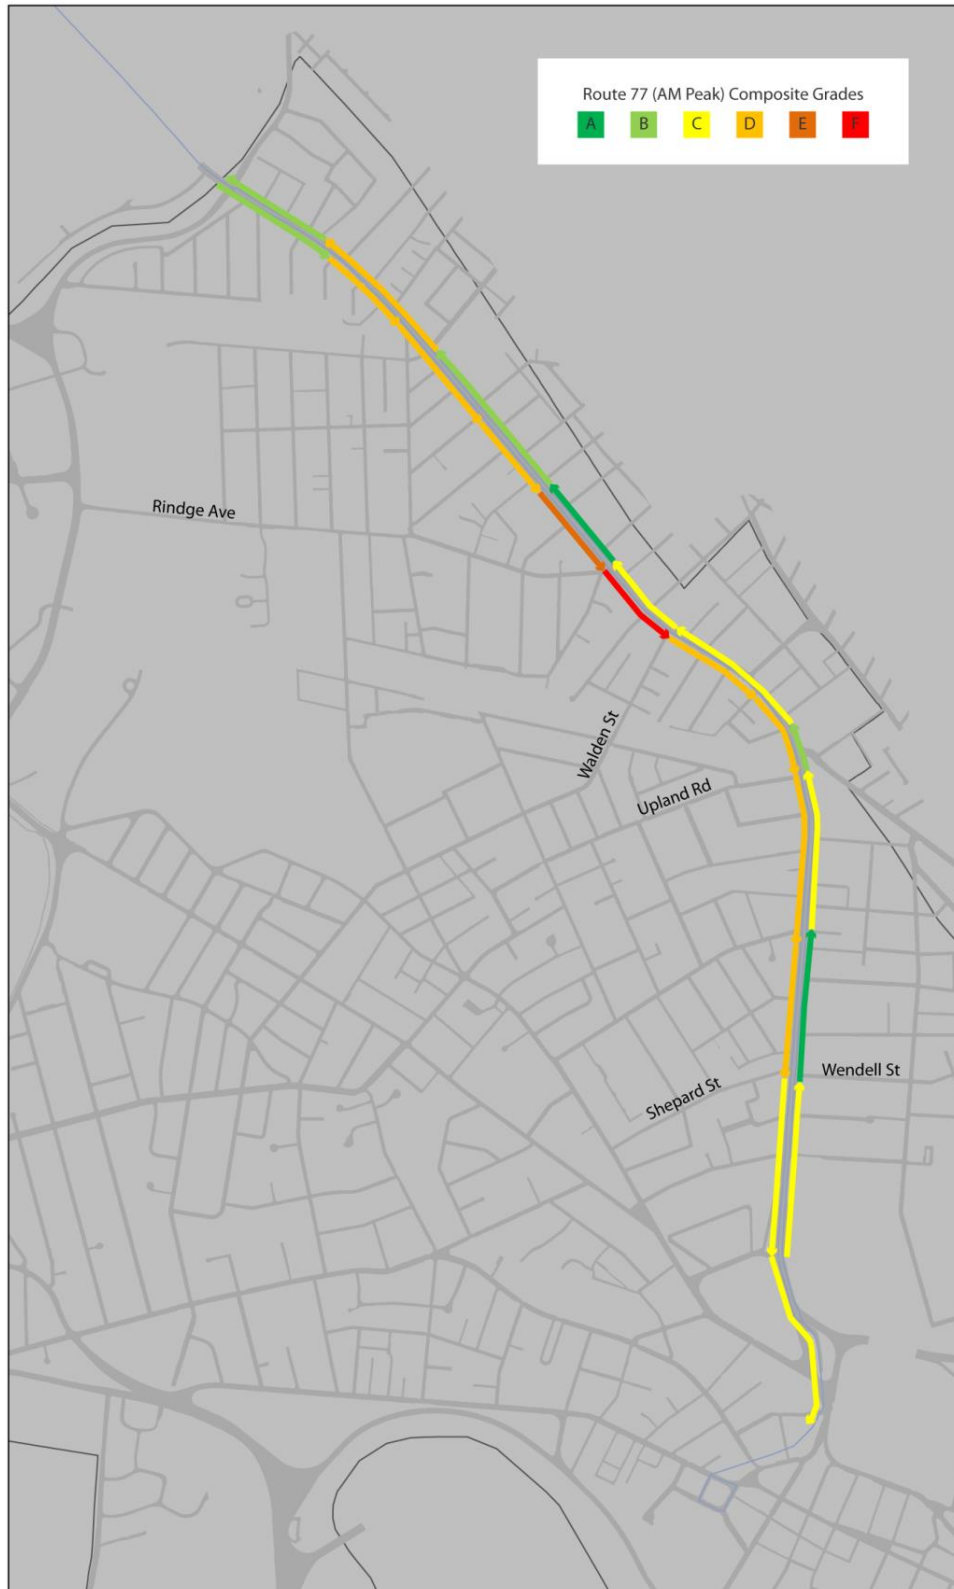 Route 77 (AM Peak) Composite Grades
A B C D E F
Rindge Ave
Walden St
Upland Rd
Wendell St
Shepard St